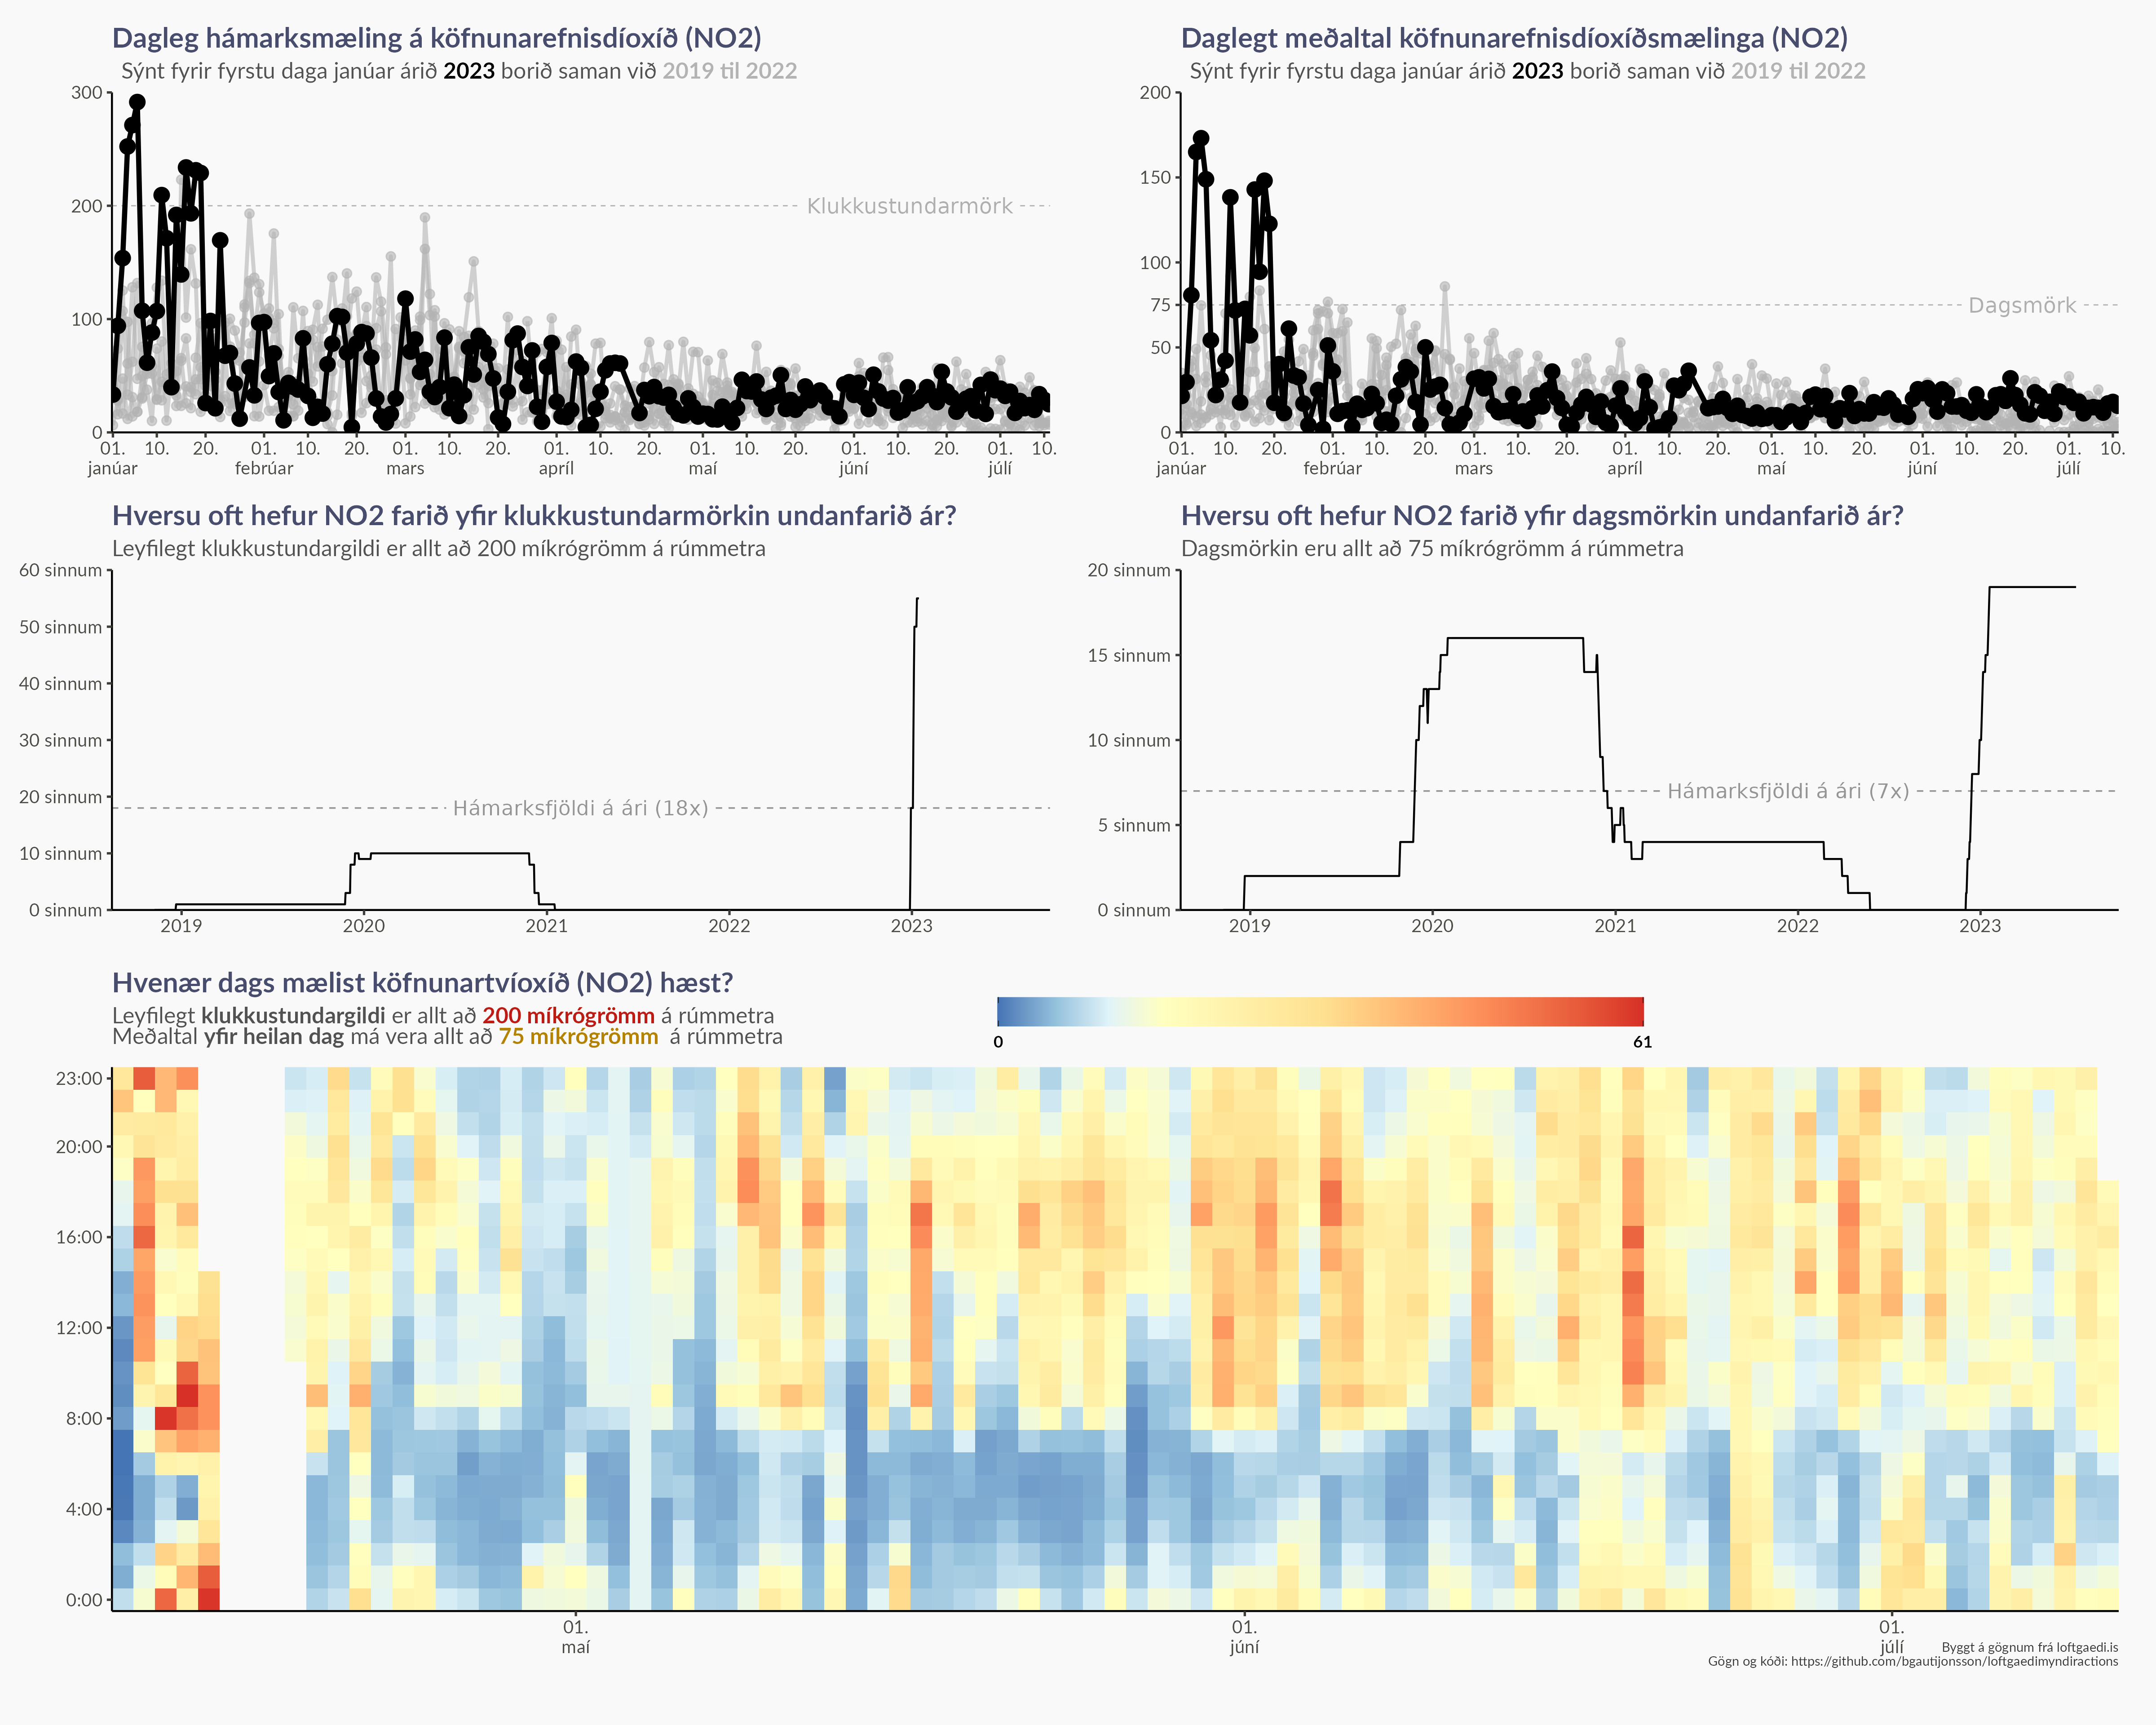 Dagleg hámarksmæling á köfnunarefnisdíoxíð (NO2)
Sýnt fyrir fyrstu daga janúar árið 2023 borið saman við 2019 til 2022
300
200
100
0
Klukkustundarmörk
01. 10. 20. 01. 10. 20. 01. 10. 20. 01. 10. 20. 01. 10. 20. 01. 10. 20. 01. 10.
janúar febrúar mars apríl maí júní júlí
Daglegt meðaltal köfnunarefnisdíoxíðsmælinga (NO2)
Sýnt fyrir fyrstu daga janúar árið 2023 borið saman við 2019 til 2022
200
150
100
75
50
0
Dagsmörk
01. 10. 20. 01. 10. 20. 01. 10. 20. 01. 10. 20. 01. 10. 20. 01. 10. 20. 01. 10.
janúar febrúar mars apríl maí júní júlí
Hversu oft hefur NO2 farið yfir klukkustundarmörkin undanfarið ár?
Leyfilegt klukkustundargildi er allt að 200 míkrógrömm á rúmmetra
60 sinnum
50 sinnum
40 sinnum
30 sinnum
20 sinnum
10 sinnum
0 sinnum
Hámarksfjöldi á ári (18x)
2019 2020 2021 2022 2023
Hversu oft hefur NO2 farið yfir dagsmörkin undanfarið ár?
Dagsmörkin eru allt að 75 míkrógrömm á rúmmetra
20 sinnum
15 sinnum
10 sinnum
5 sinnum
0 sinnum
Hámarksfjöldi á ári (7x)
2019 2020 2021 2022 2023
Hvenær dags mælist köfnunartvíoxíð (NO2) hæst?
Leyfilegt klukkustundargildi er allt að 200 míkrógrömm á rúmmetra
Meðaltal yfir heilan dag má vera allt að 75 míkrógrömm á rúmmetra
0 61
23:00
20:00
16:00
12:00
8:00
4:00
0:00
01. 01. 01.
maí júní júlí
Byggt á gögnum frá loftgaedi.is
Gögn og kóði: https://github.com/bgautijonsson/loftgaedimyndiractions